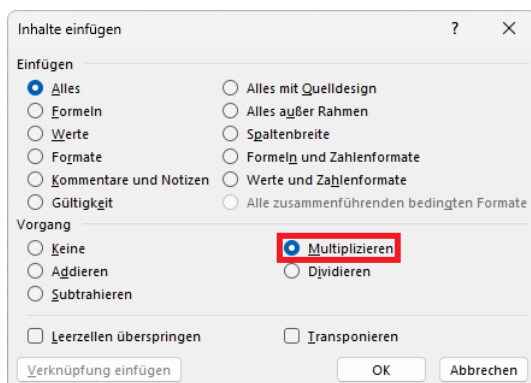 Inhalte einfügen ?
Einfügen
Alles
Alles mit Quelldesign
Formeln
Alles außer Rahmen
Werte
Spaltenbreite
Formate
Formeln und Zahlenformate
Kommentare und Notizen
Werte und Zahlenformate
Gültigkeit
Alle zusammenführenden bedingten Formate
Vorgang
Keine
Multiplizieren
Addieren
Dividieren
Subtrahieren
Leerzellen überspringen
Transponieren
Verknüpfung einfügen
OK
Abbrechen